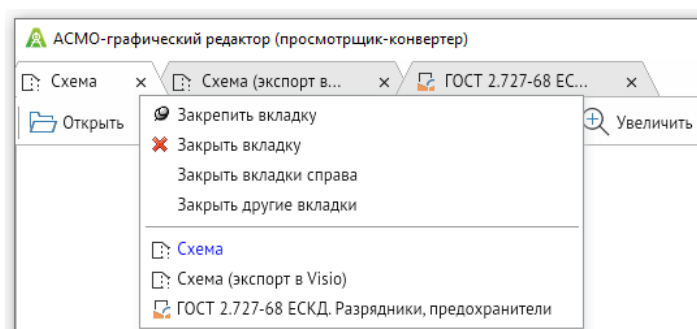 АСМО-графический редактор (просмотрщик-конвертер)
Схема x Схема (экспорт в... x ГОСТ 2.727-68 ЕС... x
Открыть Увеличить
Закрепить вкладку
Закрыть вкладку
Закрыть вкладки справа
Закрыть другие вкладки
Схема
Схема (экспорт в Visio)
ГОСТ 2.727-68 ЕСКД. Разрядники, предохранители